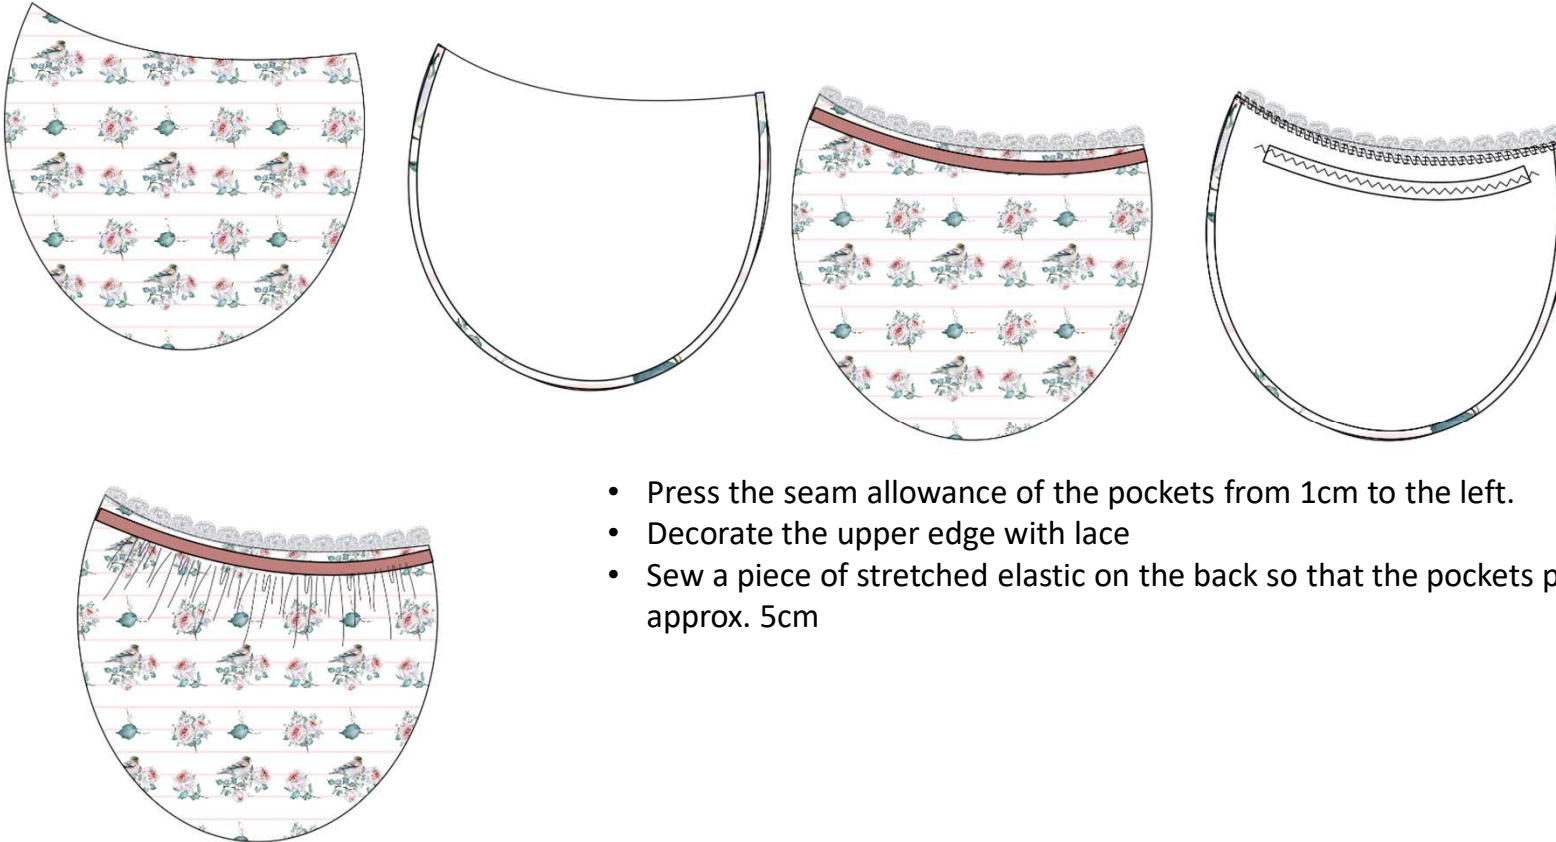 • Press the seam allowance of the pockets from 1cm to the left.
• Decorate the upper edge with lace
• Sew a piece of stretched elastic on the back so that the pockets
approx. 5cm